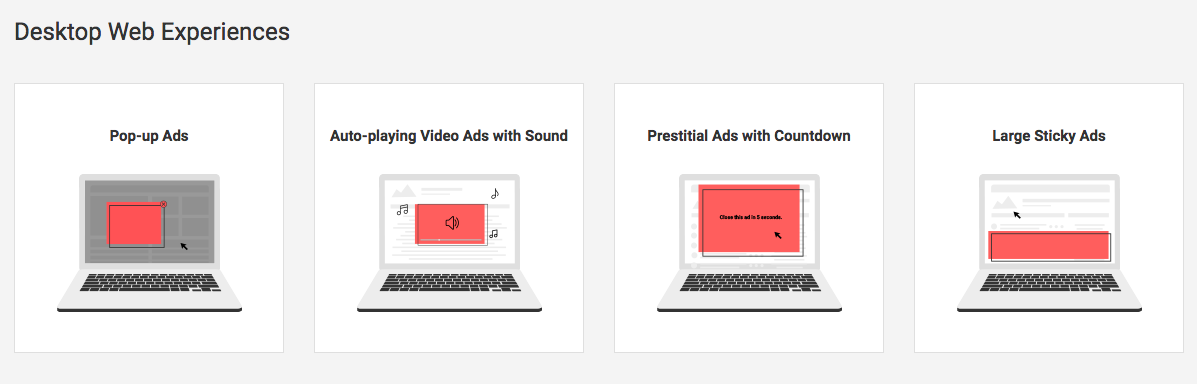 Desktop Web Experiences
Pop-up Ads
Auto-playing Video Ads with Sound
Prestitial Ads with Countdown
Large Sticky Ads
Close this ad in 5 seconds.